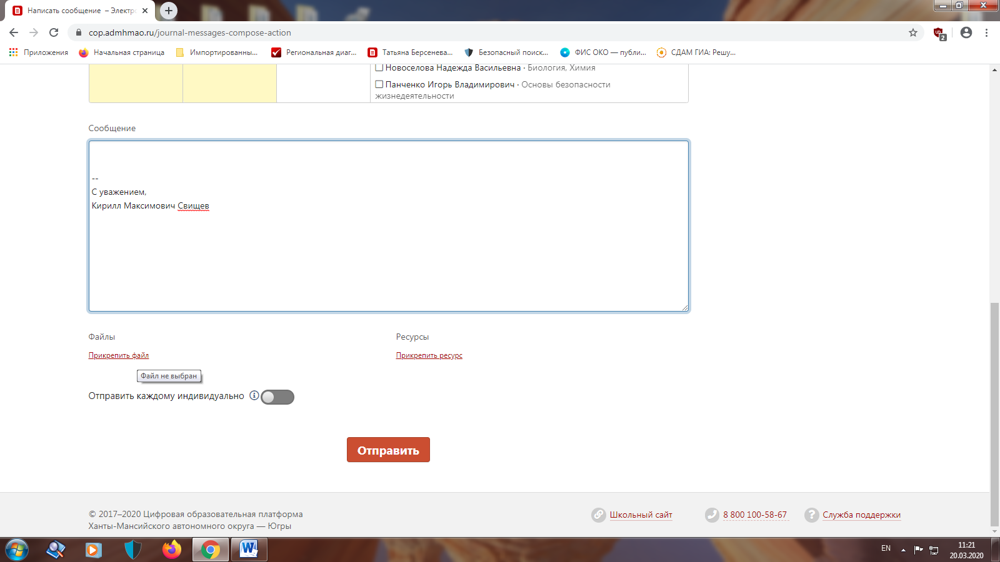 Написать сообщение – Электро
cop.admhmao.ru/journal-messages-compose-action
2
Приложения
Начальная страница
Импортированны...
Региональная диаг...
Татьяна Берсенева...
Безопасный поиск...
ФИС ОКО — публи...
СДАМ ГИА: Решу...
Новоселова Надежда Васильевна · Биология, Химия
Панченко Игорь Владимирович · Основы безопасности
жизнедеятельности
Сообщение
--
С уважением,
Кирилл Максимович Свищев
Файлы
Ресурсы
Прикрепить файл
Прикрепить ресурс
Файл не выбран
Отправить каждому индивидуально
Отправить
© 2017–2020 Цифровая образовательная платформа
Ханты-Мансийского автономного округа — Югры
Школьный сайт
8 800 100-58-67
Служба поддержки
EN
11:21
20.03.2020